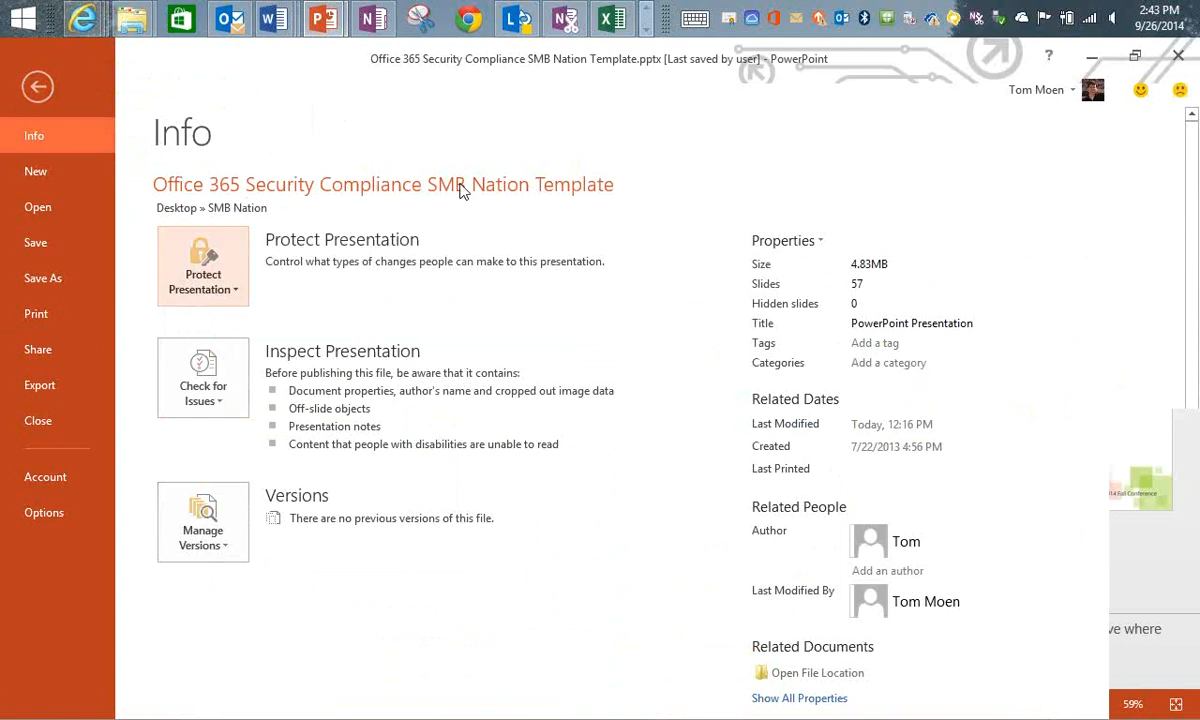 2:43 PM
9/26/2014
Office 365 Security Compliance SMB Nation Template.pptx [Last saved by user] - PowerPoint
?
Tom Moen
Info
New
Open
Save
Save As
Print
Share
Export
Close
Account
Options
Info
Office 365 Security Compliance SMB Nation Template
Desktop » SMB Nation
Protect Presentation
Protect Presentation
Control what types of changes people can make to this presentation.
Check for Issues
Inspect Presentation
Before publishing this file, be aware that it contains:
Document properties, author's name and cropped out image data
Off-slide objects
Presentation notes
Content that people with disabilities are unable to read
Manage Versions
Versions
There are no previous versions of this file.
Properties
Size 4.83MB
Slides 57
Hidden slides 0
Title PowerPoint Presentation
Tags Add a tag
Categories Add a category
Related Dates
Last Modified Today, 12:16 PM
Created 7/22/2013 4:56 PM
Last Printed
Related People
Author Tom
Add an author
Last Modified By Tom Moen
Related Documents
Open File Location
Show All Properties
014 Fall Conference
ve where
59%